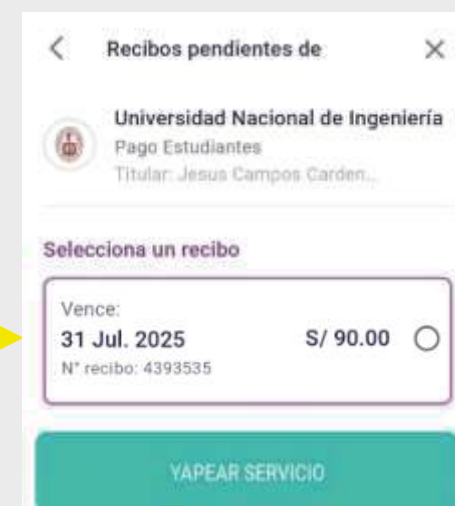 Recibos pendientes de
Universidad Nacional de Ingeniería
Pago Estudiantes
Titular: Jesus Campos Carden...
Selecciona un recibo
Vence:
31 Jul. 2025
S/ 90.00
N° recibo: 4393535
YAPEAR SERVICIO